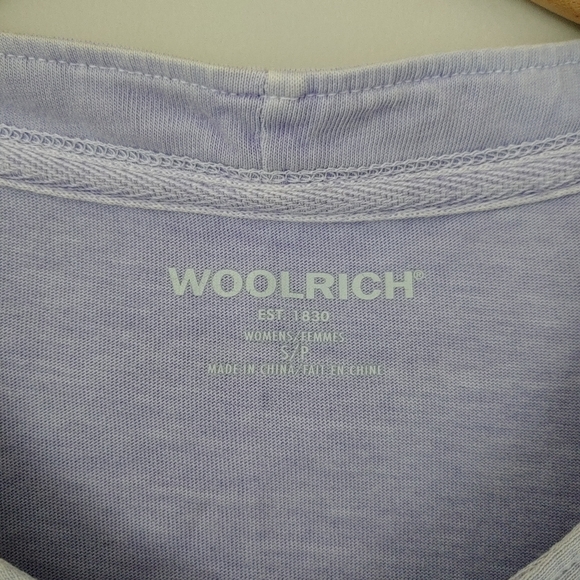 WOOLRICH®
EST. 1830
WOMENS/FEMMES
S/P
MADE IN CHINA/FAIT EN CHINE